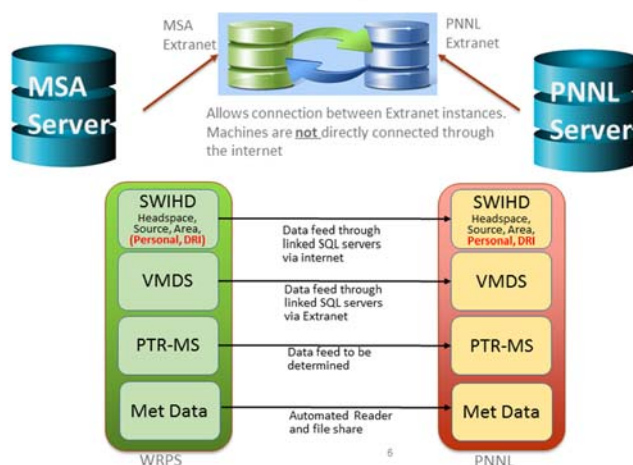 MSA
Extranet
PNNL
Extranet
MSA
Server
PNNL
Server
Allows connection between Extranet instances.
Machines are not directly connected through
the internet
SWIHD
Headspace,
Source, Area,
(Personal, DRI)
Data feed through
linked SQL servers
via internet
SWIHD
Headspace,
Source, Area,
Personal, DRI
VMDS
Data feed through
linked SQL servers
via Extranet
VMDS
PTR-MS
Data feed to be
determined
PTR-MS
Met Data
Automated Reader
and file share
Met Data
WRPS
6
PNNL